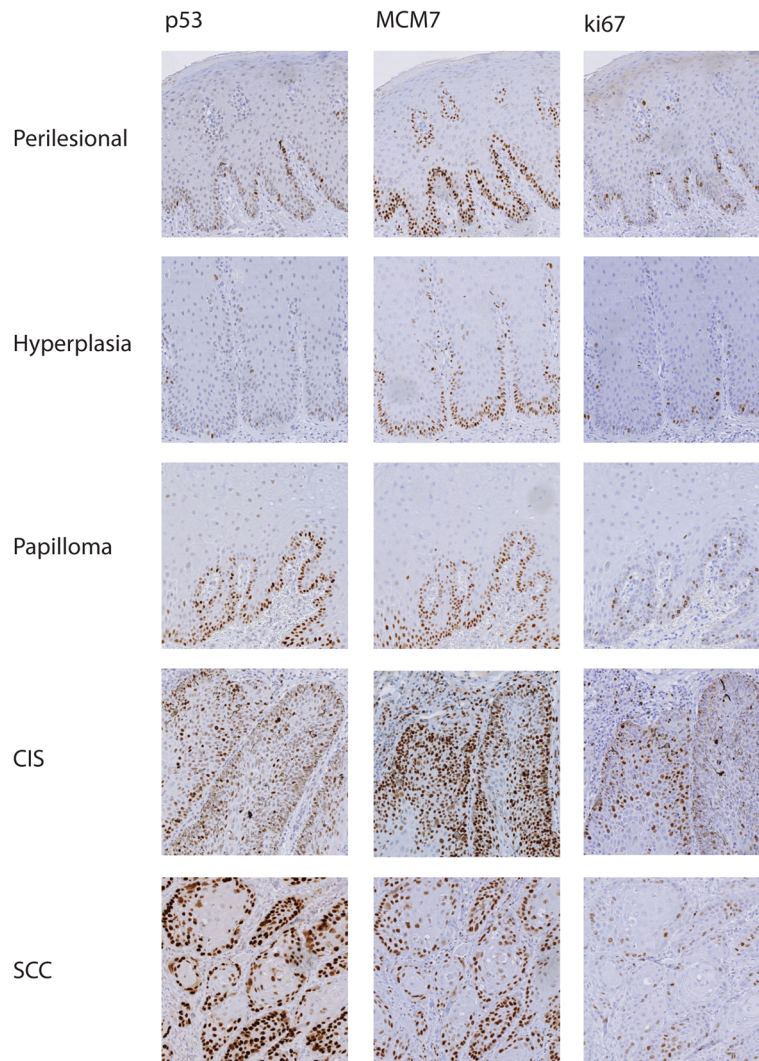 p53 MCM7 ki67
Perilesional
Hyperplasia
Papilloma
CIS
SCC